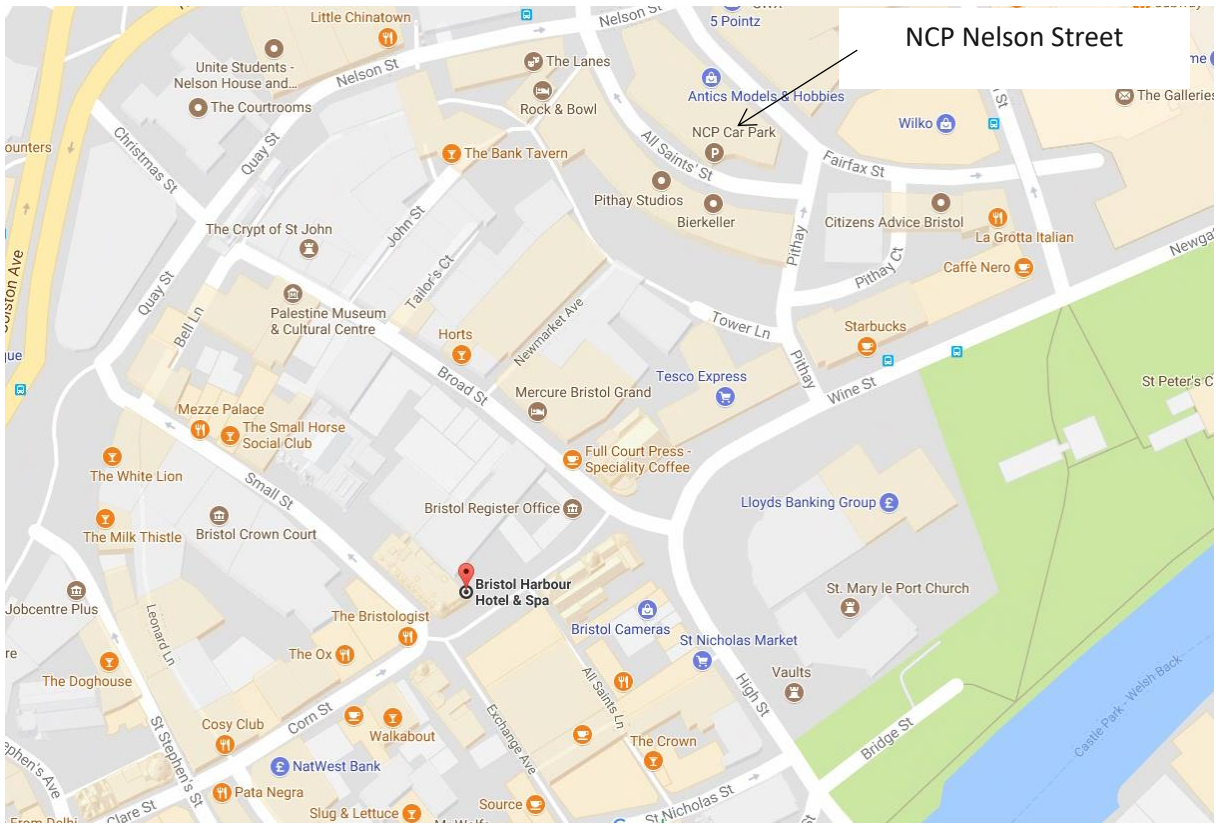 Little Chinatown
Nelson St
5 Pointz
NCP Nelson Street
Unite Students -
Nelson House and...
The Lanes
Nelson St
The Courtrooms
Rock & Bowl
Antics Models & Hobbies
The Galleries
Wilko
NCP Car Park
P
Christmas St
Quay St
The Bank Tavern
All Saints' St
Fairfax St
Pithay Studios
Bierkeller
Citizens Advice Bristol
La Grotta Italian
The Crypt of St John
John St
Pithay
Pithay Ct
Caffè Nero
Newga
Colston Ave
Quay St
Tailor's Ct
Palestine Museum
& Cultural Centre
Bell Ln
Newmarket Ave
Horts
Tower Ln
Starbucks
Pithay
Broad St
Tesco Express
Wine St
St Peter's C
Mercure Bristol Grand
Mezze Palace
The Small Horse
Social Club
Full Court Press -
Speciality Coffee
The White Lion
Small St
Bristol Register Office
Lloyds Banking Group
£
Bristol Crown Court
The Milk Thistle
Bristol Harbour
Hotel & Spa
St. Mary le Port Church
Jobcentre Plus
The Bristologist
Bristol Cameras
Leonard Ln
The Ox
St Nicholas Market
Vaults
The Doghouse
All Saints Ln
High St
Castle Park - Welsh Back
Cosy Club
Corn St
Walkabout
Exchange Ave
The Crown
Bridge St
St Stephen's St
NatWest Bank
£
Pata Negra
Clare St
Slug & Lettuce
Source
St Nicholas St